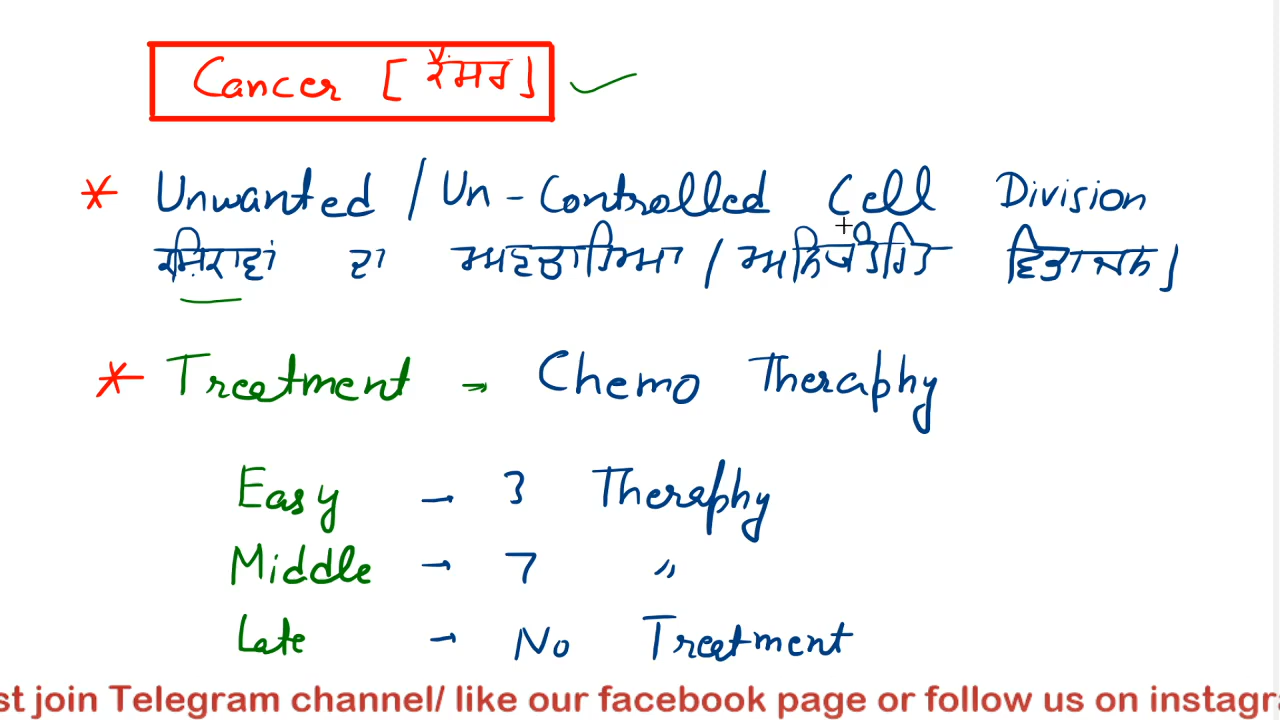 Cancer [ ਕੈਂਸਰ]
* Unwanted / Un-Controlled Cell Division
ਕੋਸ਼ਿਕਾਵਾਂ ਦਾ ਅਣਚਾਹਿਆ / ਅਨਿਯੰਤਰਿਤ ਵਿਭਾਜਨ|
* Treatment → Chemo Theraphy
Easy → 3 Theraphy
Middle → 7 〃
Late → No Treatment
st join Telegram channel/ like our facebook page or follow us on instagra